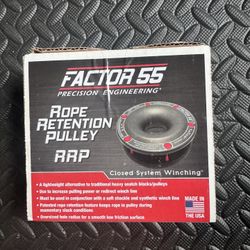 FACTOR 55
PRECISION ENGINEERING
ROPE
RETENTION
PULLEY
RRP
Closed System Winching
• A lightweight alternative to traditional heavy snatch blocks/pulleys
• Use to increase pulling power or redirect winch line
• Must be used in conjunction with a soft shackle and synthetic winch line
• Patented rope retention feature keeps rope in pulley during
momentary slack conditions
• Oversized hole radius for a smooth low friction surface
MADE IN
THE USA